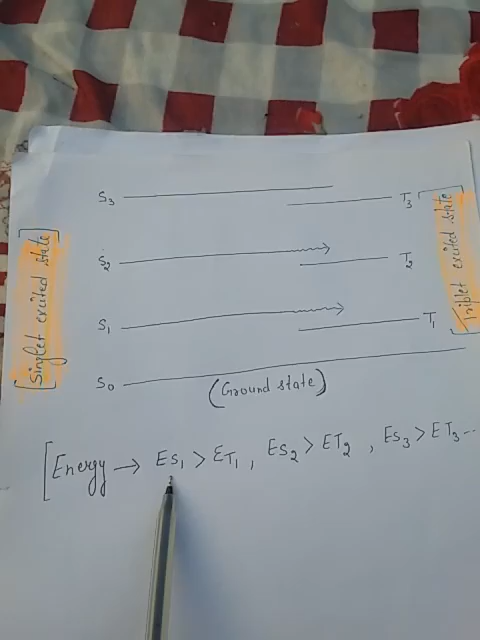 S3 T3
S2 T2
S1 T1
S0 (Ground state)
[Singlet excited state]
[Triplet excited state]
[Energy → ES1 > ET1, ES2 > ET2, ES3 > ET3...